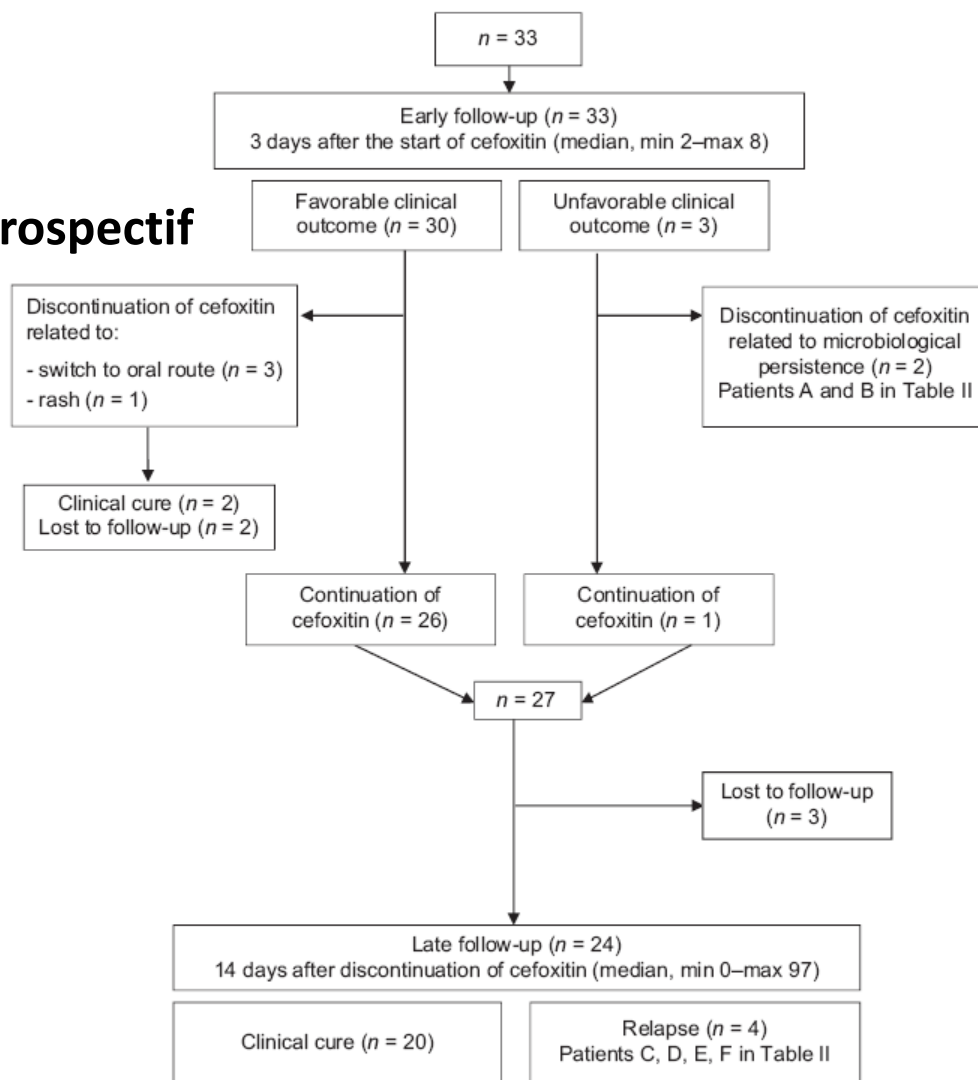 n = 33
Early follow-up (n = 33)
3 days after the start of cefoxitin (median, min 2–max 8)
rospectif
Favorable clinical
outcome (n = 30)
Unfavorable clinical
outcome (n = 3)
Discontinuation of cefoxitin
related to:
- switch to oral route (n = 3)
- rash (n = 1)
Discontinuation of cefoxitin
related to microbiological
persistence (n = 2)
Patients A and B in Table II
Clinical cure (n = 2)
Lost to follow-up (n = 2)
Continuation of
cefoxitin (n = 26)
Continuation of
cefoxitin (n = 1)
n = 27
Lost to follow-up
(n = 3)
Late follow-up (n = 24)
14 days after discontinuation of cefoxitin (median, min 0–max 97)
Clinical cure (n = 20)
Relapse (n = 4)
Patients C, D, E, F in Table II